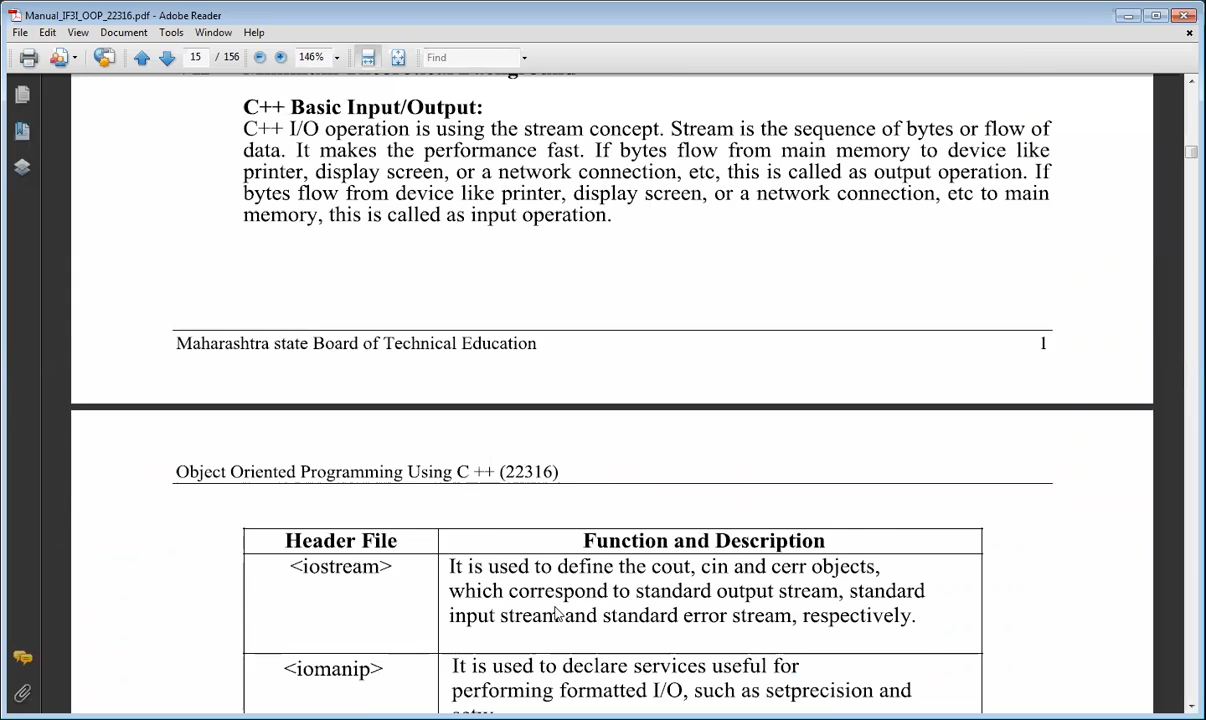 Manual_IF3I_OOP_22316.pdf - Adobe Reader
File Edit View Document Tools Window Help
15 / 156 146% Find
C++ Basic Input/Output:
C++ I/O operation is using the stream concept. Stream is the sequence of bytes or flow of
data. It makes the performance fast. If bytes flow from main memory to device like
printer, display screen, or a network connection, etc, this is called as output operation. If
bytes flow from device like printer, display screen, or a network connection, etc to main
memory, this is called as input operation.
Maharashtra state Board of Technical Education 1
Object Oriented Programming Using C ++ (22316)
Header File Function and Description
<iostream> It is used to define the cout, cin and cerr objects,
which correspond to standard output stream, standard
input stream and standard error stream, respectively.
<iomanip> It is used to declare services useful for
performing formatted I/O, such as setprecision and